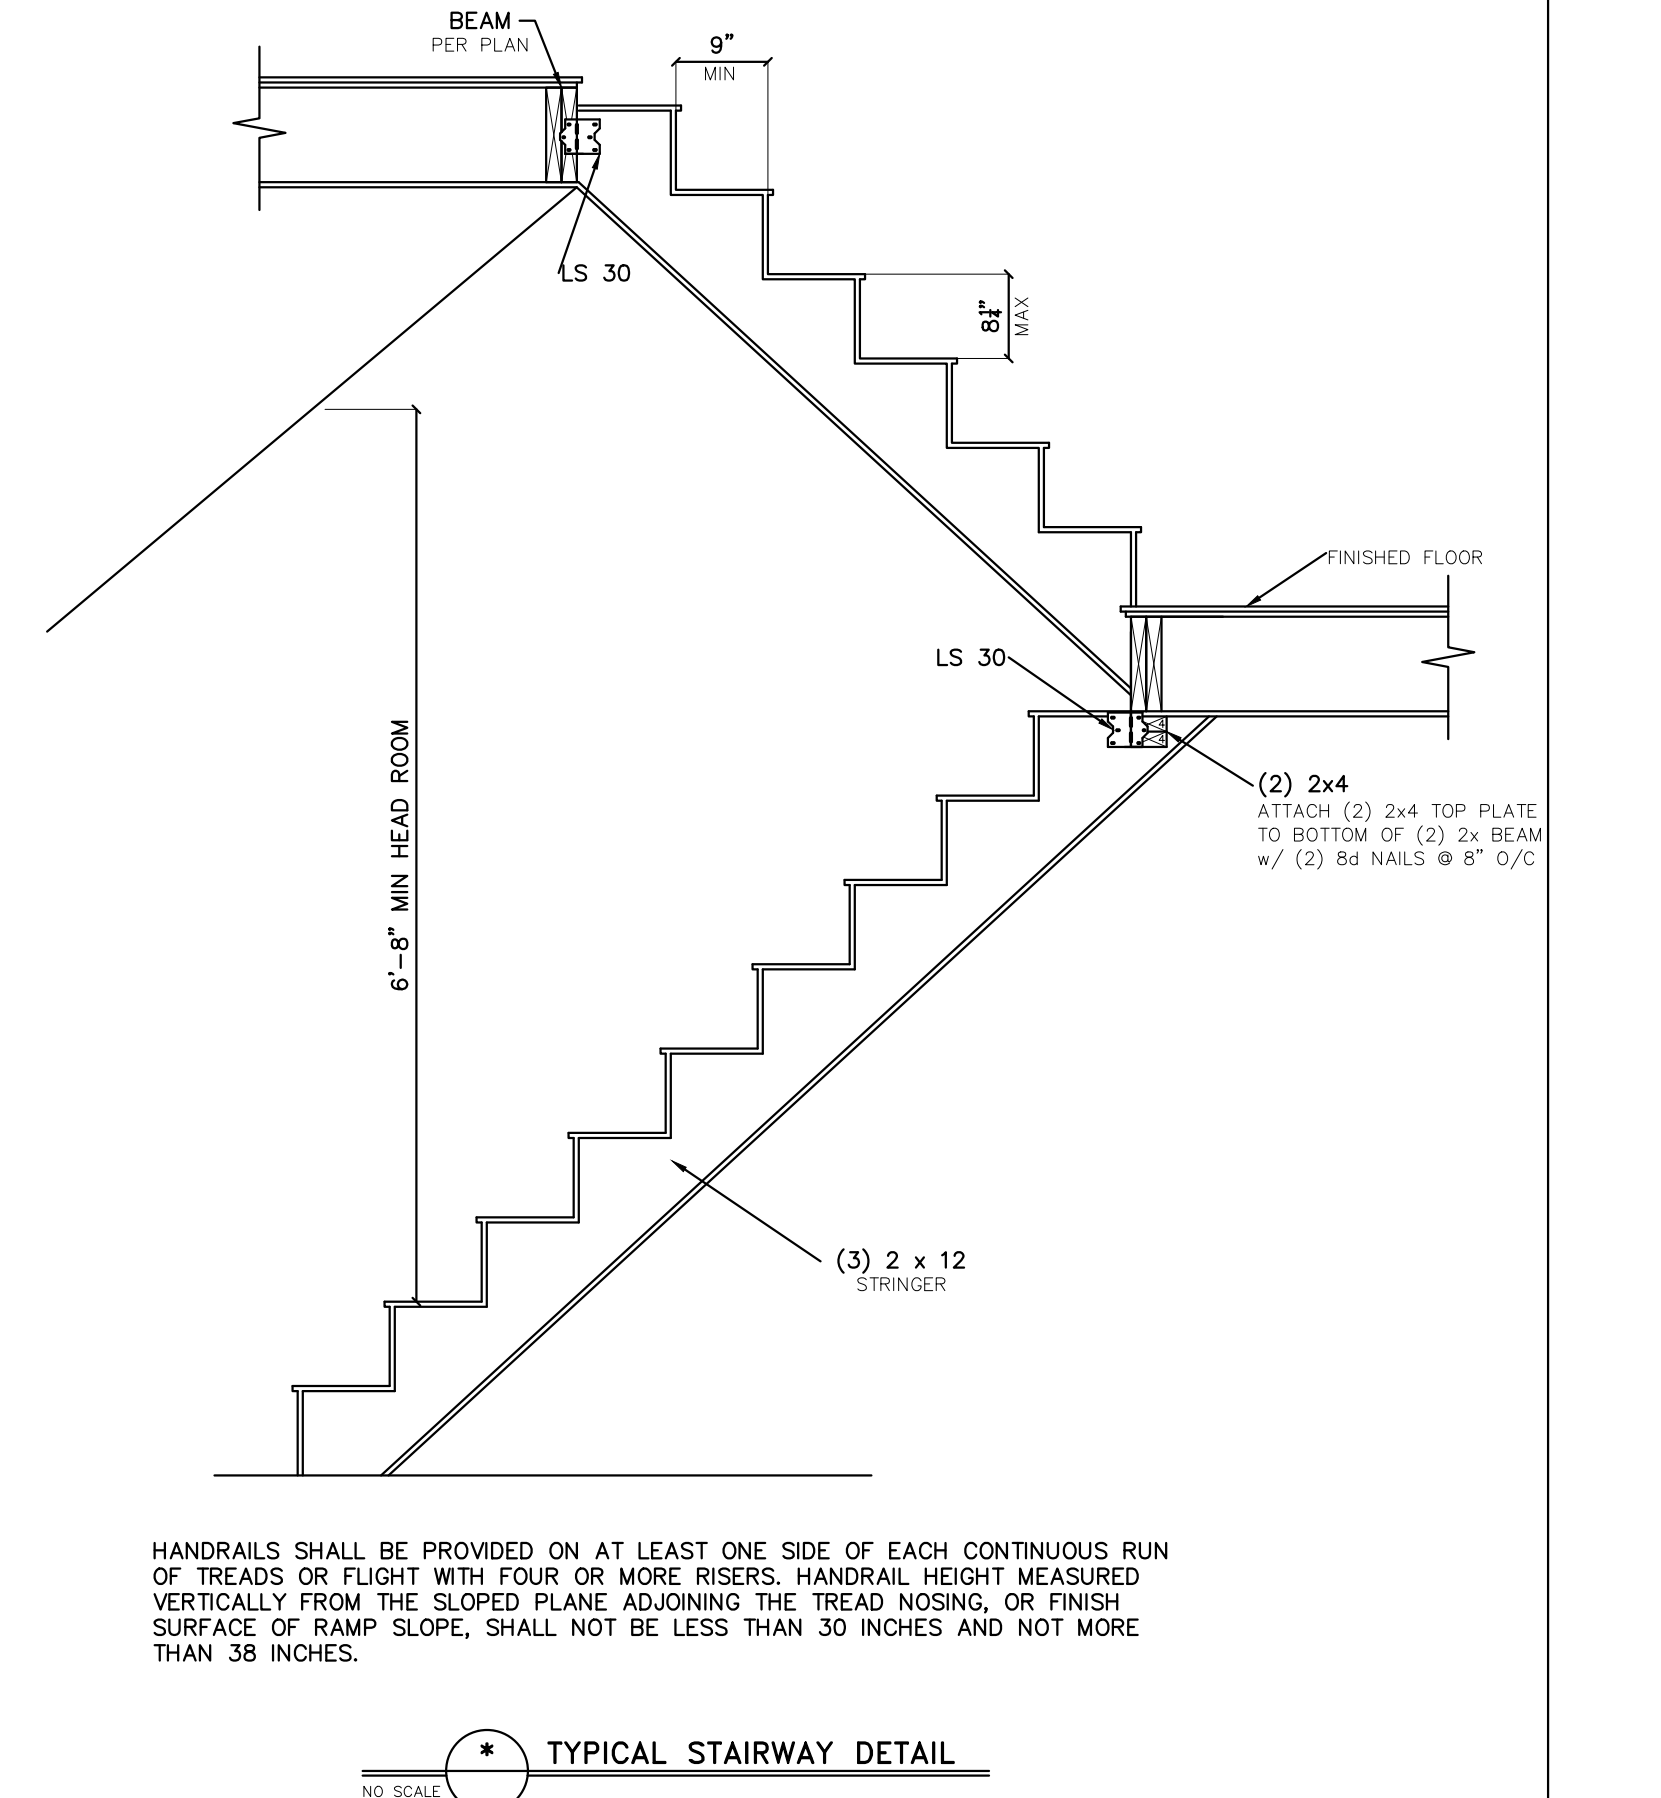 BEAM
PER PLAN
9"
MIN
LS 30
8 1/4"
MAX
FINISHED FLOOR
LS 30
6'-8" MIN HEAD ROOM
4
4
(2) 2x4
ATTACH (2) 2x4 TOP PLATE
TO BOTTOM OF (2) 2x BEAM
w/ (2) 8d NAILS @ 8" O/C
(3) 2 x 12
STRINGER
HANDRAILS SHALL BE PROVIDED ON AT LEAST ONE SIDE OF EACH CONTINUOUS RUN
OF TREADS OR FLIGHT WITH FOUR OR MORE RISERS. HANDRAIL HEIGHT MEASURED
VERTICALLY FROM THE SLOPED PLANE ADJOINING THE TREAD NOSING, OR FINISH
SURFACE OF RAMP SLOPE, SHALL NOT BE LESS THAN 30 INCHES AND NOT MORE
THAN 38 INCHES.
* TYPICAL STAIRWAY DETAIL
NO SCALE